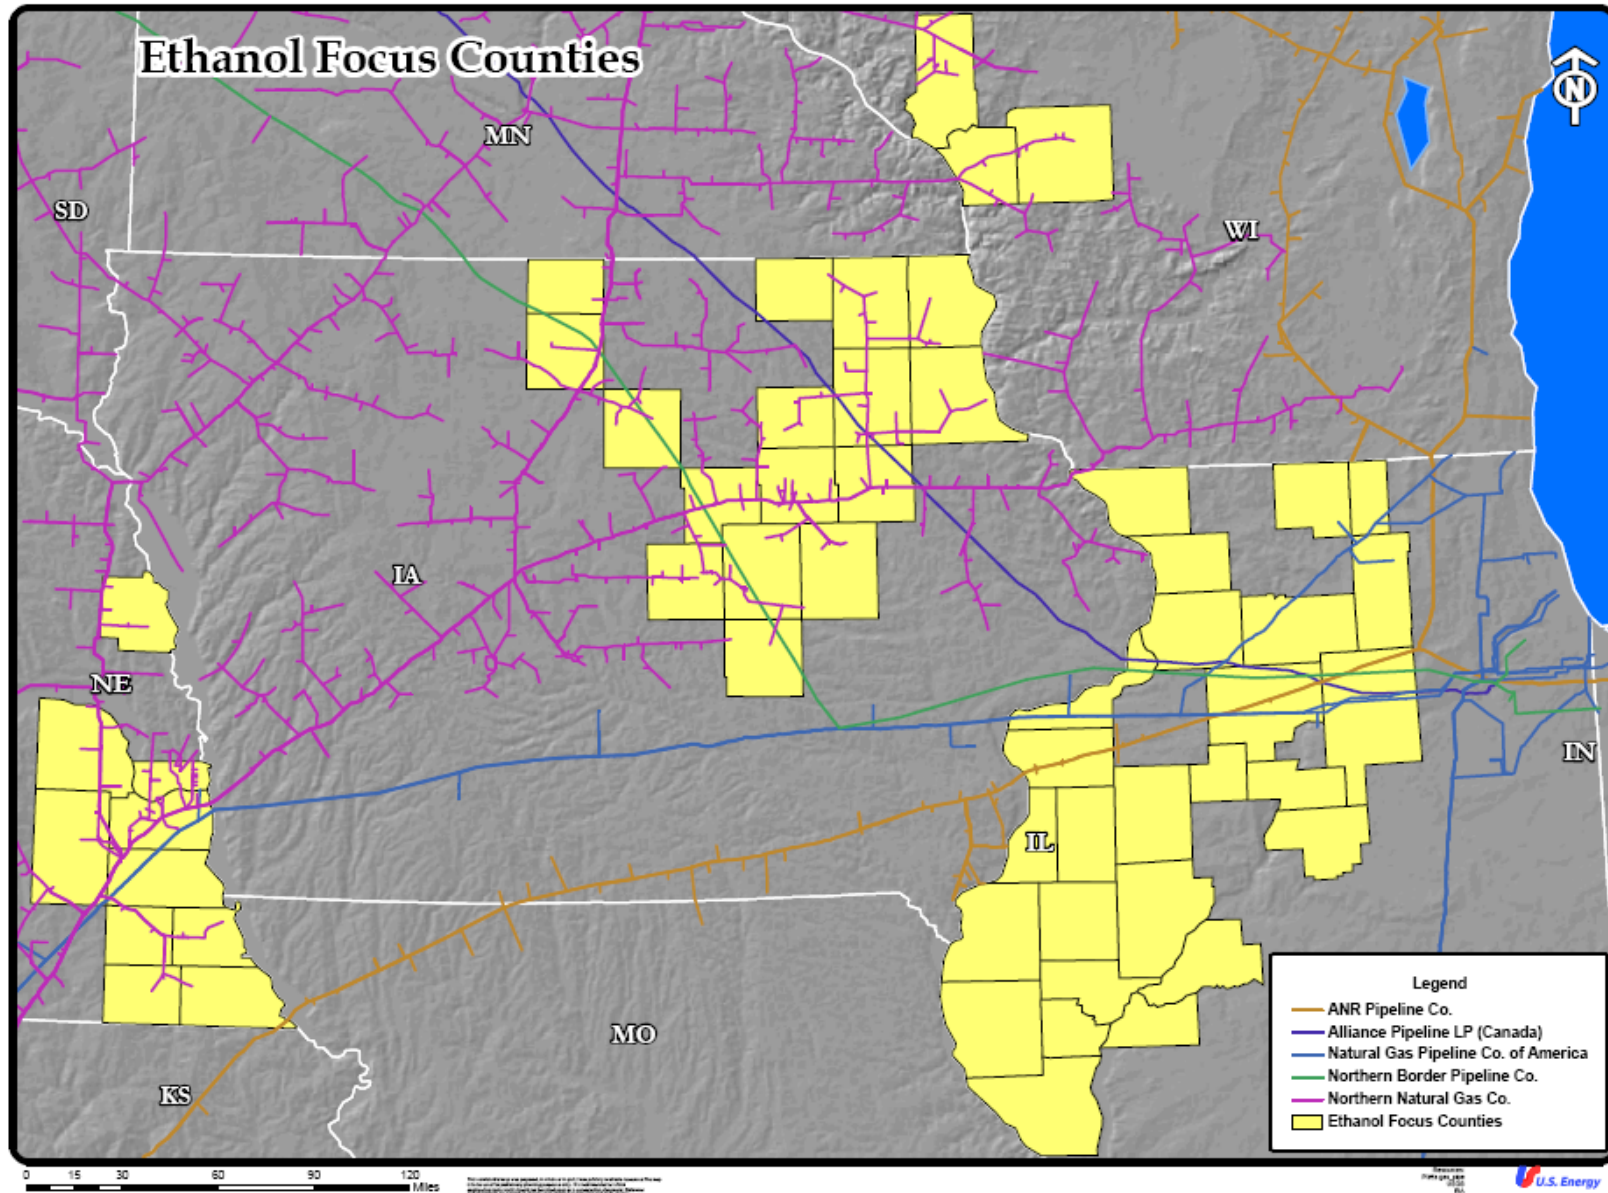 Ethanol Focus Counties
MN
SD
WI
IA
NE
IN
IL
MO
KS
Legend
ANR Pipeline Co.
Alliance Pipeline LP (Canada)
Natural Gas Pipeline Co. of America
Northern Border Pipeline Co.
Northern Natural Gas Co.
Ethanol Focus Counties
N
0 15 30 60 90 120
Miles
U.S. Energy